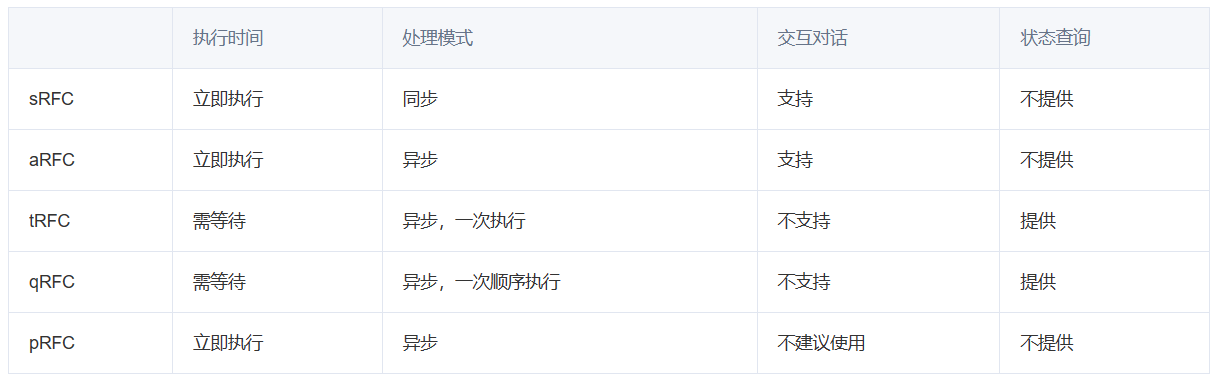 执行时间 处理模式 交互对话 状态查询
sRFC 立即执行 同步 支持 不提供
aRFC 立即执行 异步 支持 不提供
tRFC 需等待 异步，一次执行 不支持 提供
qRFC 需等待 异步，一次顺序执行 不支持 提供
pRFC 立即执行 异步 不建议使用 不提供